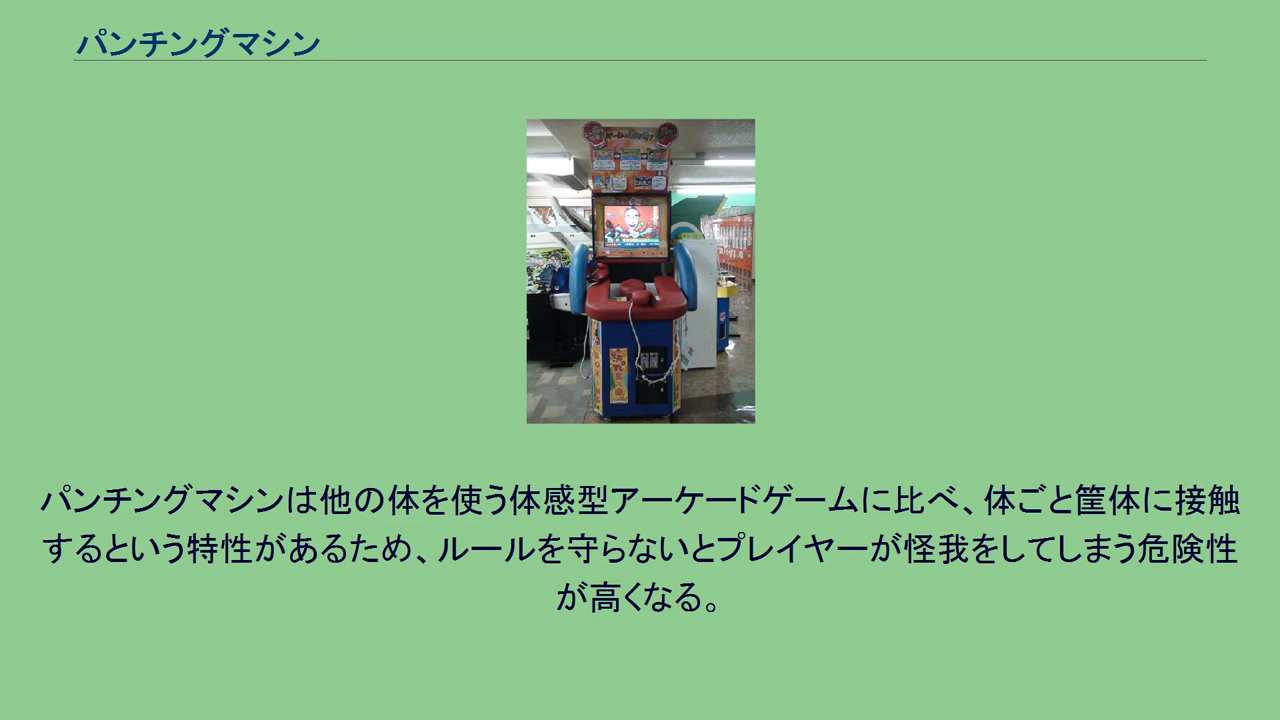 パンチングマシン
パンチングマシンは他の体を使う体感型アーケードゲームに比べ、体ごと筐体に接触
するという特性があるため、ルールを守らないとプレイヤーが怪我をしてしまう危険性
が高くなる。